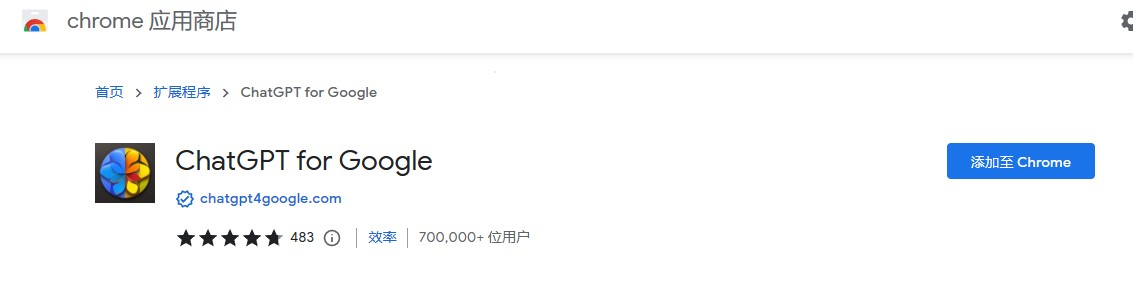 chrome 应用商店
首页 > 扩展程序 > ChatGPT for Google
ChatGPT for Google
添加至 Chrome
chatgpt4google.com
483 | 效率 | 700,000+ 位用户